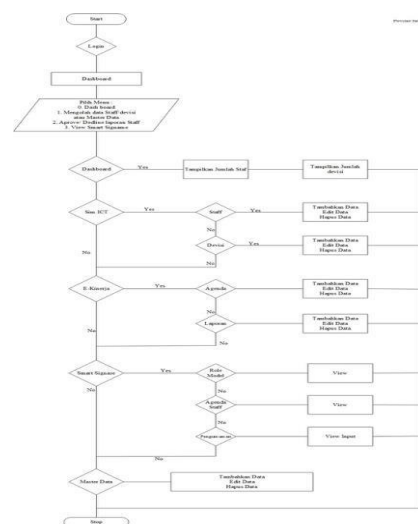 Start
Login
Dashboard
Pilih Menu
0. Dash board
1. Mengolah data Staff devisi
atau Master Data
2. Aprove/ Dedline laporan Staff
3. View Smart Signane
Dashboard
Yes
Tampilkan Jumlah Staf
Tampilkan Jumlah
devisi
Sim ICT
Yes
Staff
Yes
Tambahkan Data
Edit Data
Hapus Data
No
Devisi
Yes
Tambahkan Data
Edit Data
Hapus Data
No
No
E-Kinerja
Yes
Agenda
Tambahkan Data
Edit Data
Hapus Data
No
Laporan
Tambahkan Data
Edit Data
Hapus Data
No
Smart Signane
Yes
Role
Model
View
No
No
Agenda
Staff
View
No
View Input
No
Master Data
Tambahkan Data
Edit Data
Hapus Data
Stop